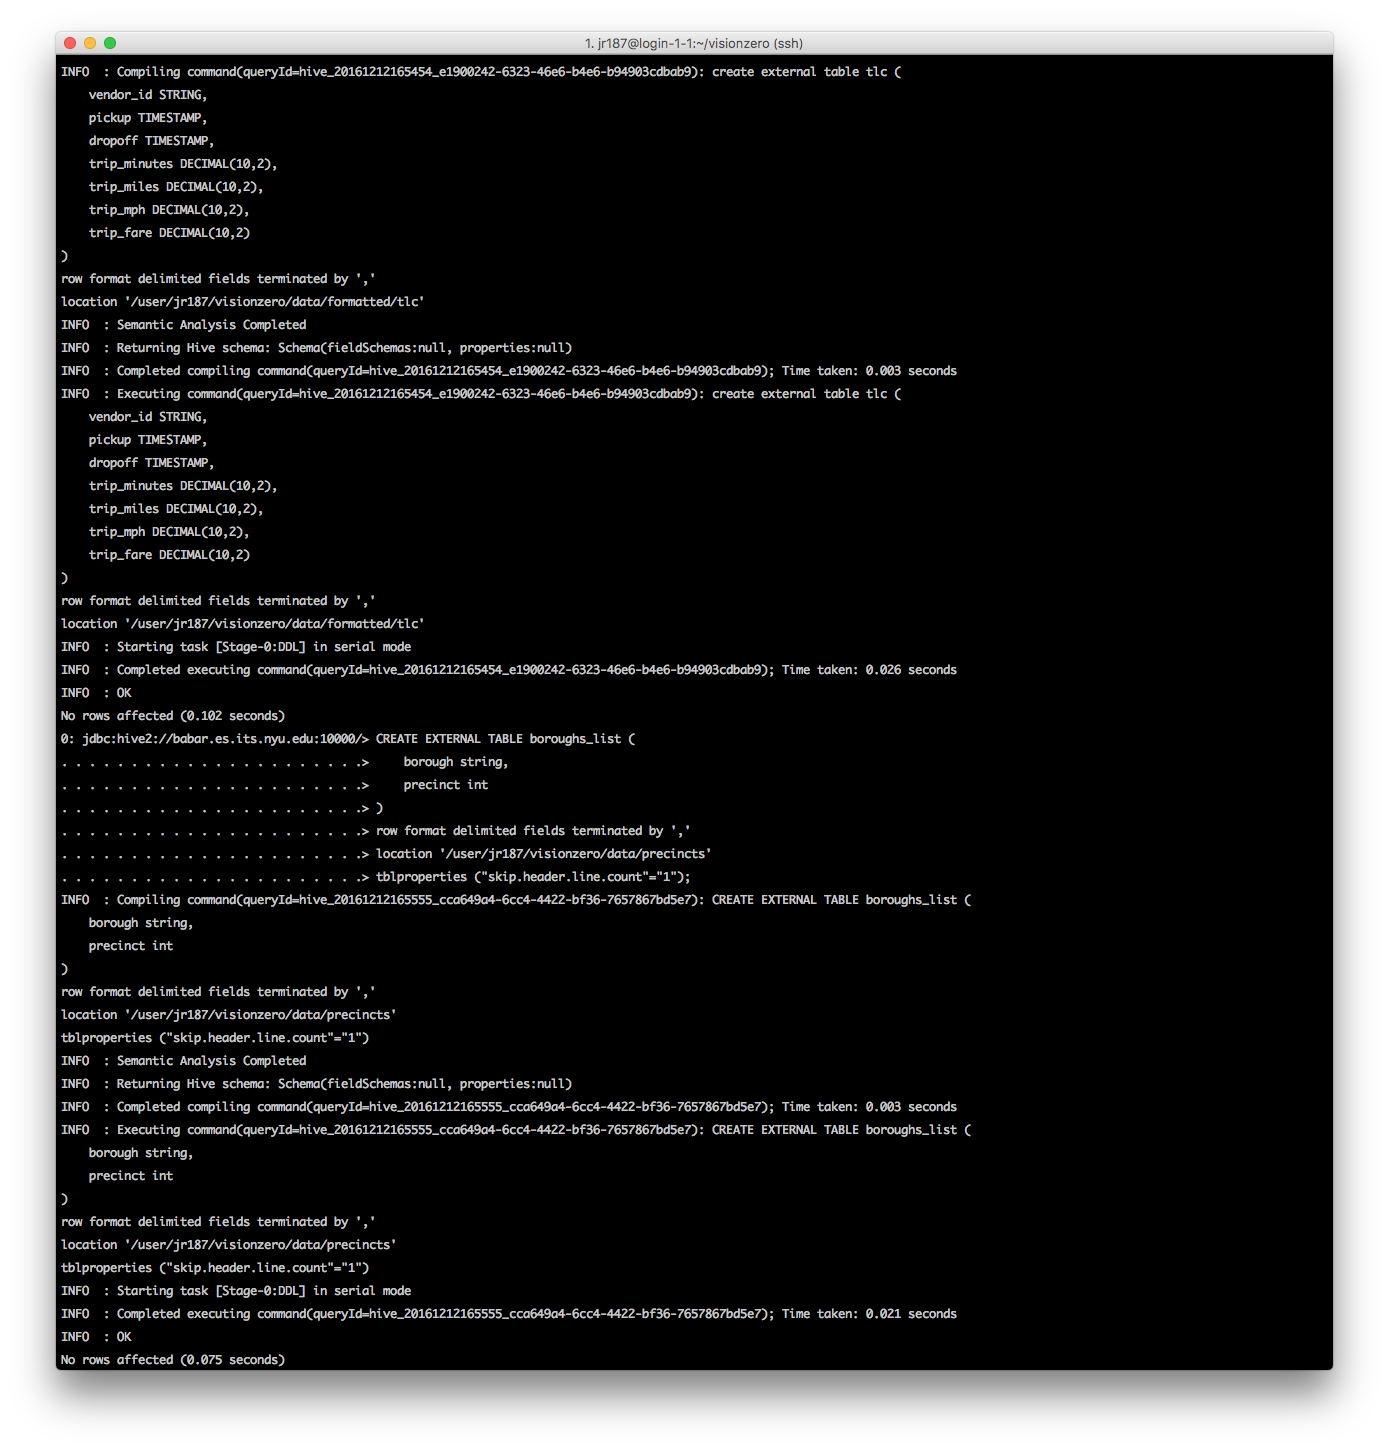 1. jr187@login-1-1:~/visionzero (ssh)
INFO  : Compiling command(queryId=hive_20161212165454_e1900242-6323-46e6-b4e6-b94903cdbab9): create external table tlc (
    vendor_id STRING,
    pickup TIMESTAMP,
    dropoff TIMESTAMP,
    trip_minutes DECIMAL(10,2),
    trip_miles DECIMAL(10,2),
    trip_mph DECIMAL(10,2),
    trip_fare DECIMAL(10,2)
)
row format delimited fields terminated by ','
location '/user/jr187/visionzero/data/formatted/tlc'
INFO  : Semantic Analysis Completed
INFO  : Returning Hive schema: Schema(fieldSchemas:null, properties:null)
INFO  : Completed compiling command(queryId=hive_20161212165454_e1900242-6323-46e6-b4e6-b94903cdbab9); Time taken: 0.003 seconds
INFO  : Executing command(queryId=hive_20161212165454_e1900242-6323-46e6-b4e6-b94903cdbab9): create external table tlc (
    vendor_id STRING,
    pickup TIMESTAMP,
    dropoff TIMESTAMP,
    trip_minutes DECIMAL(10,2),
    trip_miles DECIMAL(10,2),
    trip_mph DECIMAL(10,2),
    trip_fare DECIMAL(10,2)
)
row format delimited fields terminated by ','
location '/user/jr187/visionzero/data/formatted/tlc'
INFO  : Starting task [Stage-0:DDL] in serial mode
INFO  : Completed executing command(queryId=hive_20161212165454_e1900242-6323-46e6-b4e6-b94903cdbab9); Time taken: 0.026 seconds
INFO  : OK
No rows affected (0.102 seconds)
0: jdbc:hive2://babar.es.its.nyu.edu:10000/> CREATE EXTERNAL TABLE boroughs_list (
. . . . . . . . . . . . . . . . . . . . . .>     borough string,
. . . . . . . . . . . . . . . . . . . . . .>     precinct int
. . . . . . . . . . . . . . . . . . . . . .> )
. . . . . . . . . . . . . . . . . . . . . .> row format delimited fields terminated by ','
. . . . . . . . . . . . . . . . . . . . . .> location '/user/jr187/visionzero/data/precincts'
. . . . . . . . . . . . . . . . . . . . . .> tblproperties ("skip.header.line.count"="1");
INFO  : Compiling command(queryId=hive_20161212165555_cca649a4-6cc4-4422-bf36-7657867bd5e7): CREATE EXTERNAL TABLE boroughs_list (
    borough string,
    precinct int
)
row format delimited fields terminated by ','
location '/user/jr187/visionzero/data/precincts'
tblproperties ("skip.header.line.count"="1")
INFO  : Semantic Analysis Completed
INFO  : Returning Hive schema: Schema(fieldSchemas:null, properties:null)
INFO  : Completed compiling command(queryId=hive_20161212165555_cca649a4-6cc4-4422-bf36-7657867bd5e7); Time taken: 0.003 seconds
INFO  : Executing command(queryId=hive_20161212165555_cca649a4-6cc4-4422-bf36-7657867bd5e7): CREATE EXTERNAL TABLE boroughs_list (
    borough string,
    precinct int
)
row format delimited fields terminated by ','
location '/user/jr187/visionzero/data/precincts'
tblproperties ("skip.header.line.count"="1")
INFO  : Starting task [Stage-0:DDL] in serial mode
INFO  : Completed executing command(queryId=hive_20161212165555_cca649a4-6cc4-4422-bf36-7657867bd5e7); Time taken: 0.021 seconds
INFO  : OK
No rows affected (0.075 seconds)